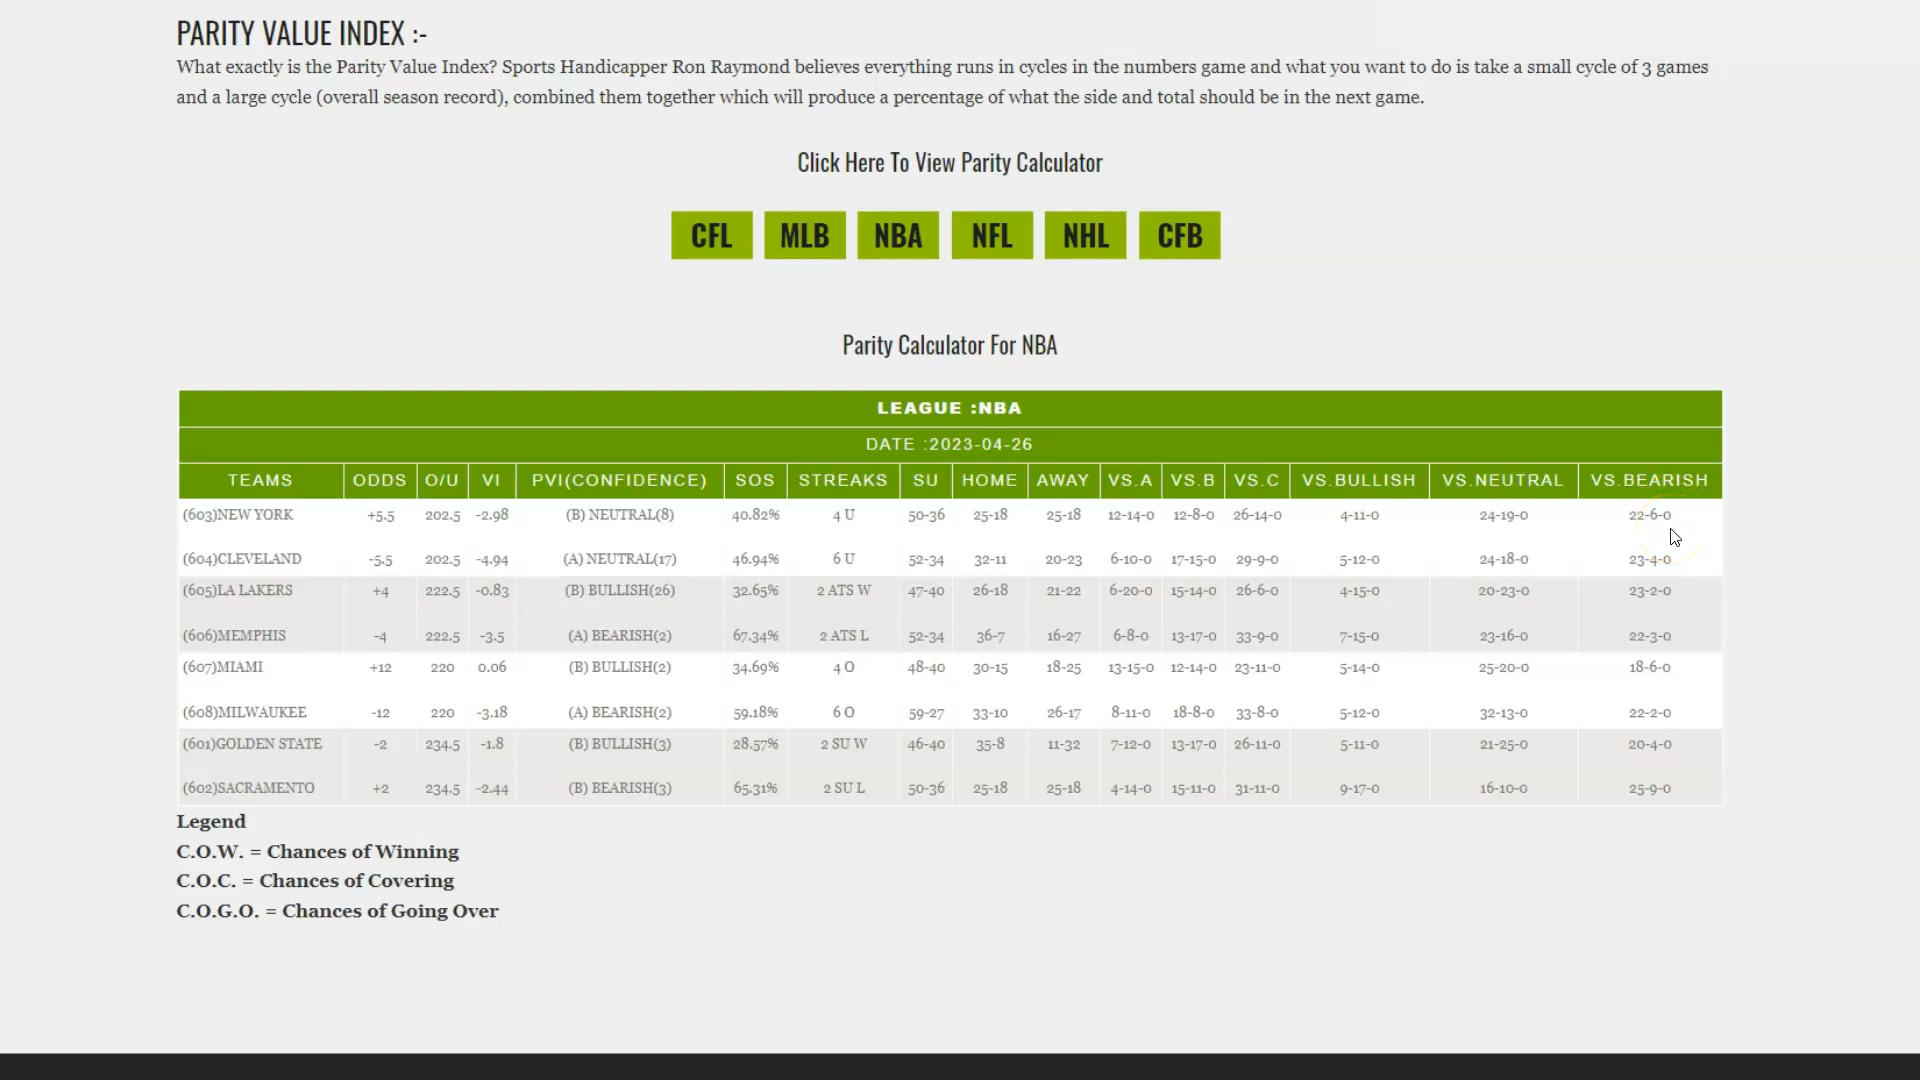 PARITY VALUE INDEX :-
What exactly is the Parity Value Index? Sports Handicapper Ron Raymond believes everything runs in cycles in the numbers game and what you want to do is take a small cycle of 3 games
and a large cycle (overall season record), combined them together which will produce a percentage of what the side and total should be in the next game.
Click Here To View Parity Calculator
CFL MLB NBA NFL NHL CFB
Parity Calculator For NBA
LEAGUE :NBA
DATE :2023-04-26
TEAMS ODDS O/U VI PVI(CONFIDENCE) SOS STREAKS SU HOME AWAY VS.A VS.B VS.C VS.BULLISH VS.NEUTRAL VS.BEARISH
(603)NEW YORK +5.5 202.5 -2.98 (B) NEUTRAL(8) 40.82% 4 U 50-36 25-18 25-18 12-14-0 12-8-0 26-14-0 4-11-0 24-19-0 22-6-0
(604)CLEVELAND -5.5 202.5 -4.94 (A) NEUTRAL(17) 46.94% 6 U 52-34 32-11 20-23 6-10-0 17-15-0 29-9-0 5-12-0 24-18-0 23-4-0
(605)LA LAKERS +4 222.5 -0.83 (B) BULLISH(26) 32.65% 2 ATS W 47-40 26-18 21-22 6-20-0 15-14-0 26-6-0 4-15-0 20-23-0 23-2-0
(606)MEMPHIS -4 222.5 -3.5 (A) BEARISH(2) 67.34% 2 ATS L 52-34 36-7 16-27 6-8-0 13-17-0 33-9-0 7-15-0 23-16-0 22-3-0
(607)MIAMI +12 220 0.06 (B) BULLISH(2) 34.69% 4 O 48-40 30-15 18-25 13-15-0 12-14-0 23-11-0 5-14-0 25-20-0 18-6-0
(608)MILWAUKEE -12 220 -3.18 (A) BEARISH(2) 59.18% 6 O 59-27 33-10 26-17 8-11-0 18-8-0 33-8-0 5-12-0 32-13-0 22-2-0
(601)GOLDEN STATE -2 234.5 -1.8 (B) BULLISH(3) 28.57% 2 SU W 46-40 35-8 11-32 7-12-0 13-17-0 26-11-0 5-11-0 21-25-0 20-4-0
(602)SACRAMENTO +2 234.5 -2.44 (B) BEARISH(3) 65.31% 2 SU L 50-36 25-18 25-18 4-14-0 15-11-0 31-11-0 9-17-0 16-10-0 25-9-0
Legend
C.O.W. = Chances of Winning
C.O.C. = Chances of Covering
C.O.G.O. = Chances of Going Over